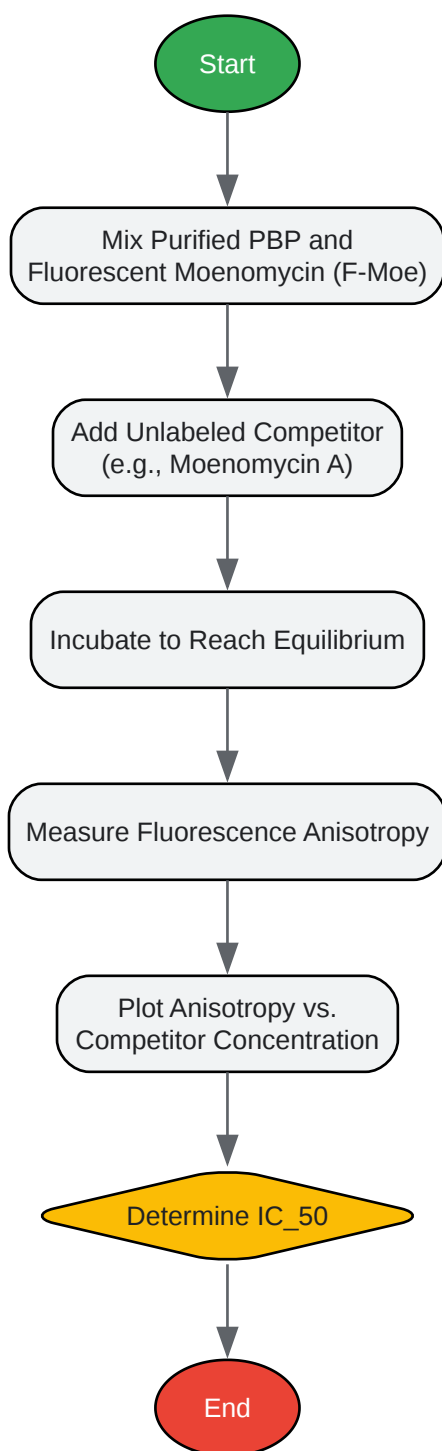 Start
Mix Purified PBP and
Fluorescent Moenomycin (F-Moe)
Add Unlabeled Competitor
(e.g., Moenomycin A)
Incubate to Reach Equilibrium
Measure Fluorescence Anisotropy
Plot Anisotropy vs.
Competitor Concentration
Determine IC_50
End